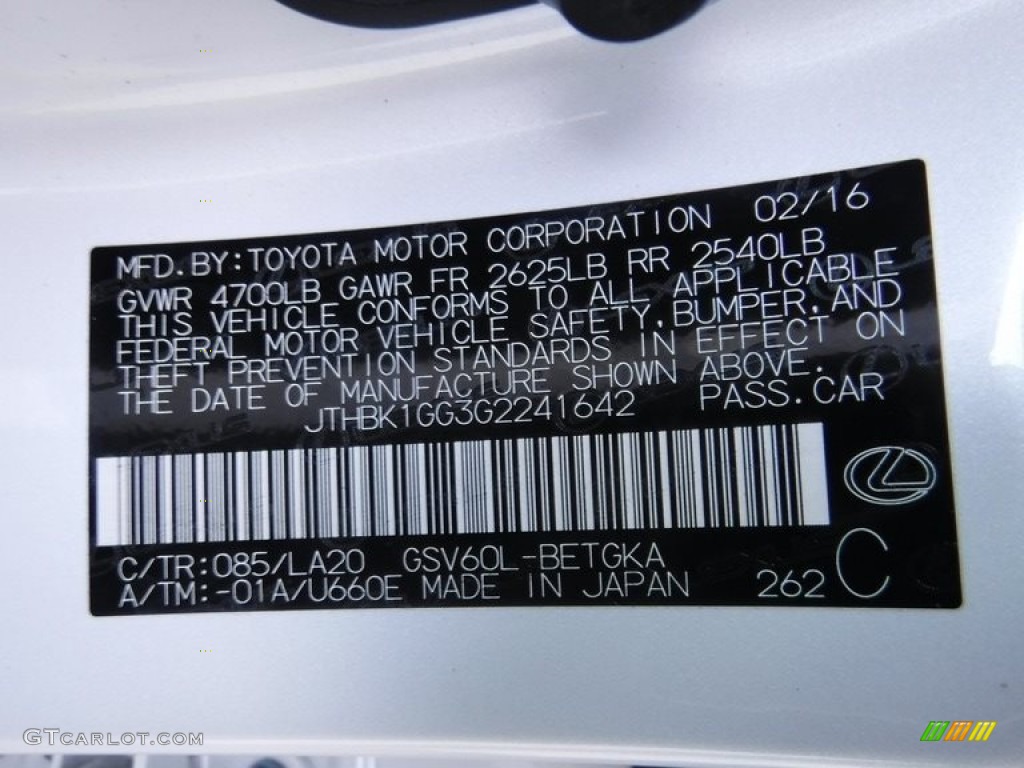 MFD.BY:TOYOTA MOTOR CORPORATION 02/16
GVWR 4700LB GAWR FR 2625LB RR 2540LB
THIS VEHICLE CONFORMS TO ALL APPLICABLE
FEDERAL MOTOR VEHICLE SAFETY,BUMPER,AND
THEFT PREVENTION STANDARDS IN EFFECT ON
THE DATE OF MANUFACTURE SHOWN ABOVE.
JTHBK1GG3G2241642 PASS.CAR
C/TR:085/LA20 GSV60L-BETGKA
A/TM:-01A/U660E MADE IN JAPAN 262 C
GTCARLOT.COM